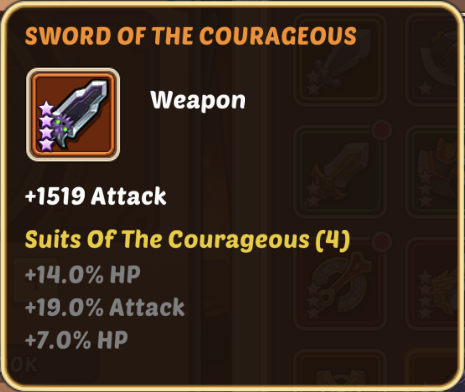 SWORD OF THE COURAGEOUS
Weapon
+1519 Attack
Suits Of The Courageous (4)
+14.0% HP
+19.0% Attack
+7.0% HP
OK